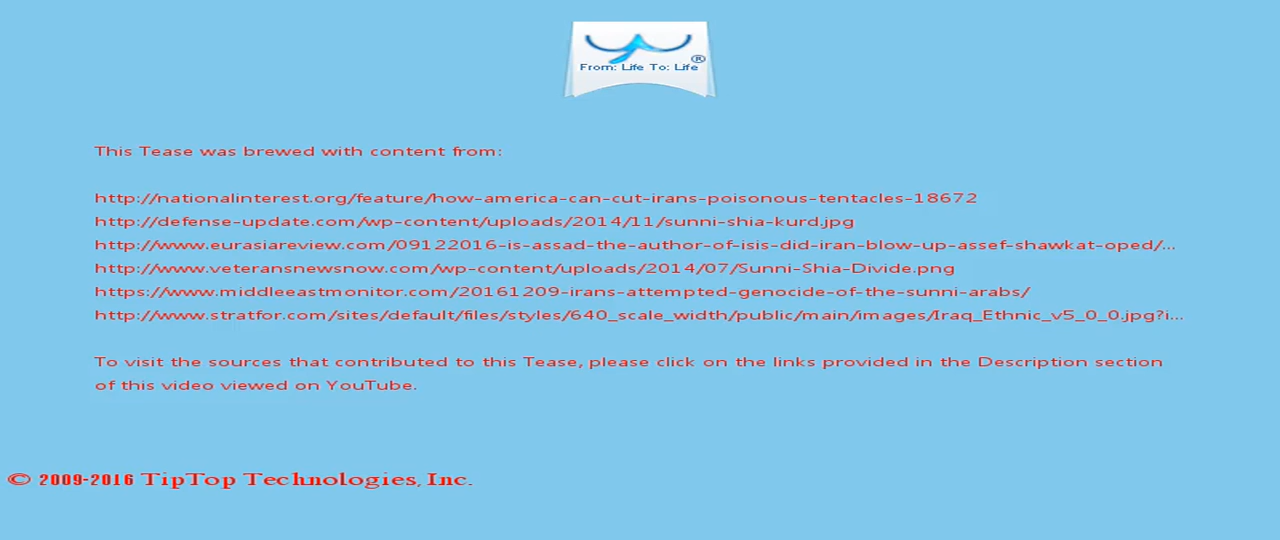 From: Life To: Life ®
This Tease was brewed with content from:
http://nationalinterest.org/feature/how-america-can-cut-irans-poisonous-tentacles-18672
http://defense-update.com/wp-content/uploads/2014/11/sunni-shia-kurd.jpg
http://www.eurasiareview.com/09122016-is-assad-the-author-of-isis-did-iran-blow-up-assef-shawkat-oped/...
http://www.veteransnewsnow.com/wp-content/uploads/2014/07/Sunni-Shia-Divide.png
https://www.middleeastmonitor.com/20161209-irans-attempted-genocide-of-the-sunni-arabs/
http://www.stratfor.com/sites/default/files/styles/640_scale_width/public/main/images/Iraq_Ethnic_v5_0_0.jpg?i...
To visit the sources that contributed to this Tease, please click on the links provided in the Description section
of this video viewed on YouTube.
© 2009-2016 TipTop Technologies, Inc.